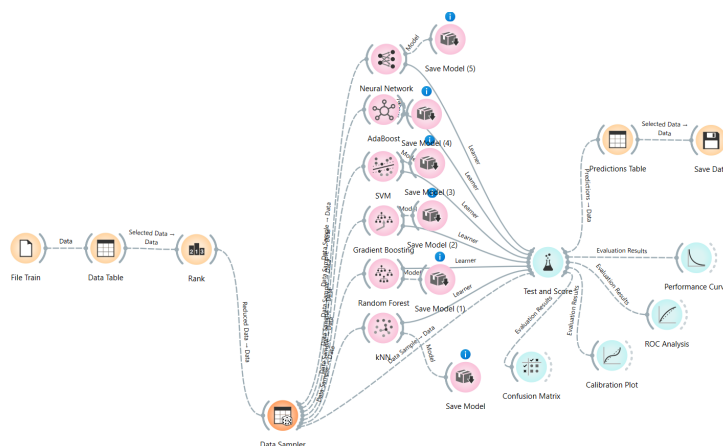 Model
Save Model (5)
Neural Network
Learner
AdaBoost
Save Model (4)
Learner
Model
SVM
Save Model (3)
Learner
Model
Gradient Boosting
Save Model (2)
Learner
Model
Random Forest
Save Model (1)
Learner
kNN
Model
Save Model
File Train
Data
Data Table
Selected Data → Data
Rank
Reduced Data → Data
Data Sampler
Data Sample → Data
Data Sample → Data
Test and Score
Predictions → Data
Predictions Table
Selected Data → Data
Save Dat
Evaluation Results
Performance Curv
Evaluation Results
ROC Analysis
Evaluation Results
Calibration Plot
Evaluation Results
Confusion Matrix